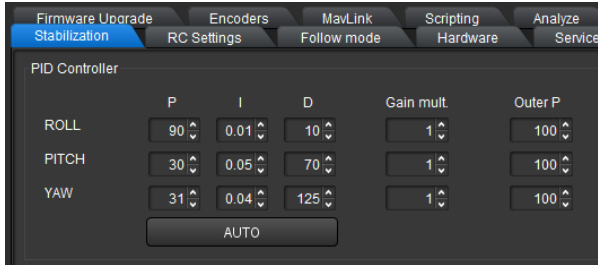 Firmware Upgrade Encoders MavLink Scripting Analyze
Stabilization RC Settings Follow mode Hardware Service
PID Controller
P I D Gain mult. Outer P
ROLL 90 0.01 10 1 100
PITCH 30 0.05 70 1 100
YAW 31 0.04 125 1 100
AUTO